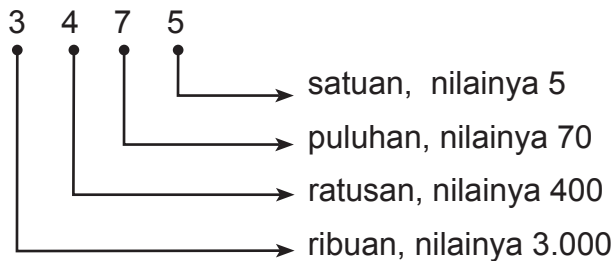 3 4 7 5
satuan, nilainya 5
puluhan, nilainya 70
ratusan, nilainya 400
ribuan, nilainya 3.000